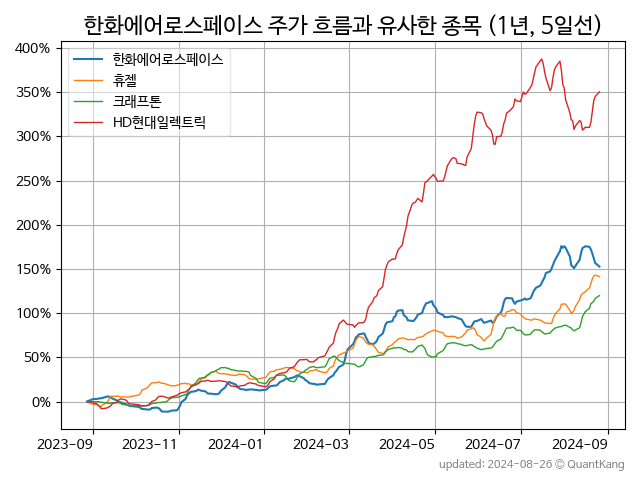 한화에어로스페이스 주가 흐름과 유사한 종목 (1년, 5일선)
400%
350%
300%
250%
200%
150%
100%
50%
0%
한화에어로스페이스
휴젤
크래프톤
HD현대일렉트릭
2023-09 2023-11 2024-01 2024-03 2024-05 2024-07 2024-09
updated: 2024-08-26 © QuantKang